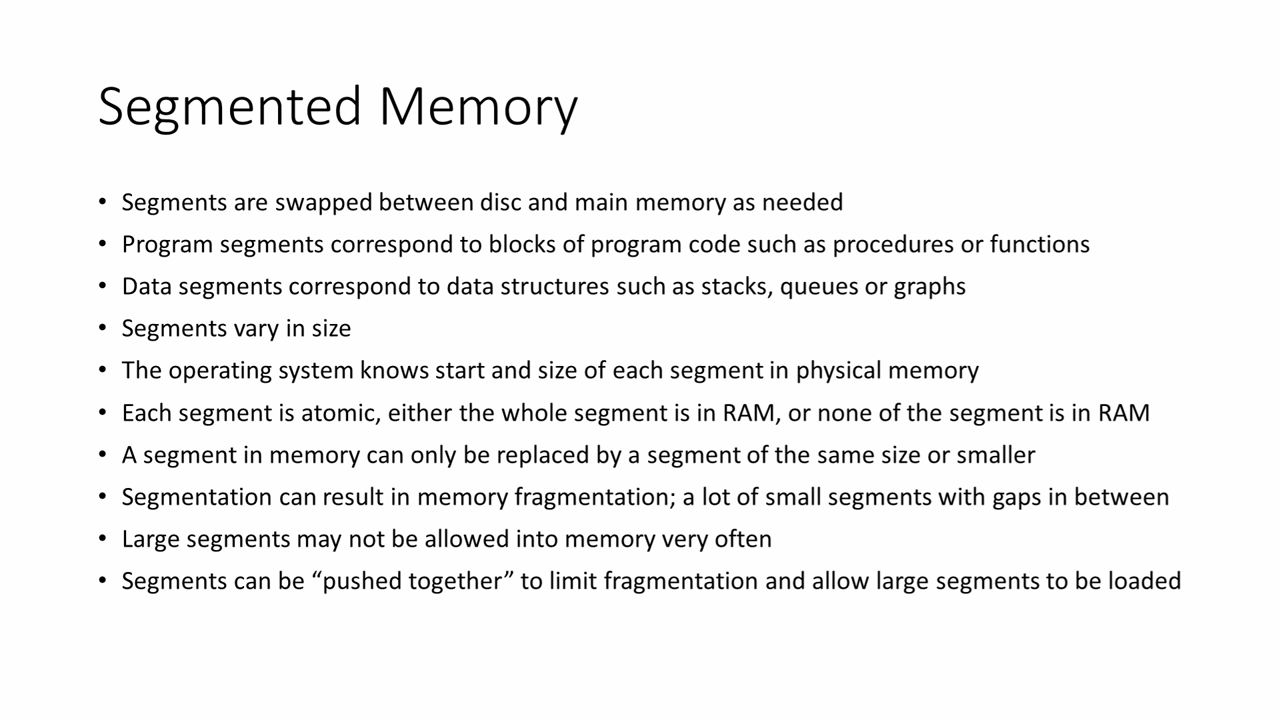 Segmented Memory
• Segments are swapped between disc and main memory as needed
• Program segments correspond to blocks of program code such as procedures or functions
• Data segments correspond to data structures such as stacks, queues or graphs
• Segments vary in size
• The operating system knows start and size of each segment in physical memory
• Each segment is atomic, either the whole segment is in RAM, or none of the segment is in RAM
• A segment in memory can only be replaced by a segment of the same size or smaller
• Segmentation can result in memory fragmentation; a lot of small segments with gaps in between
• Large segments may not be allowed into memory very often
• Segments can be “pushed together” to limit fragmentation and allow large segments to be loaded